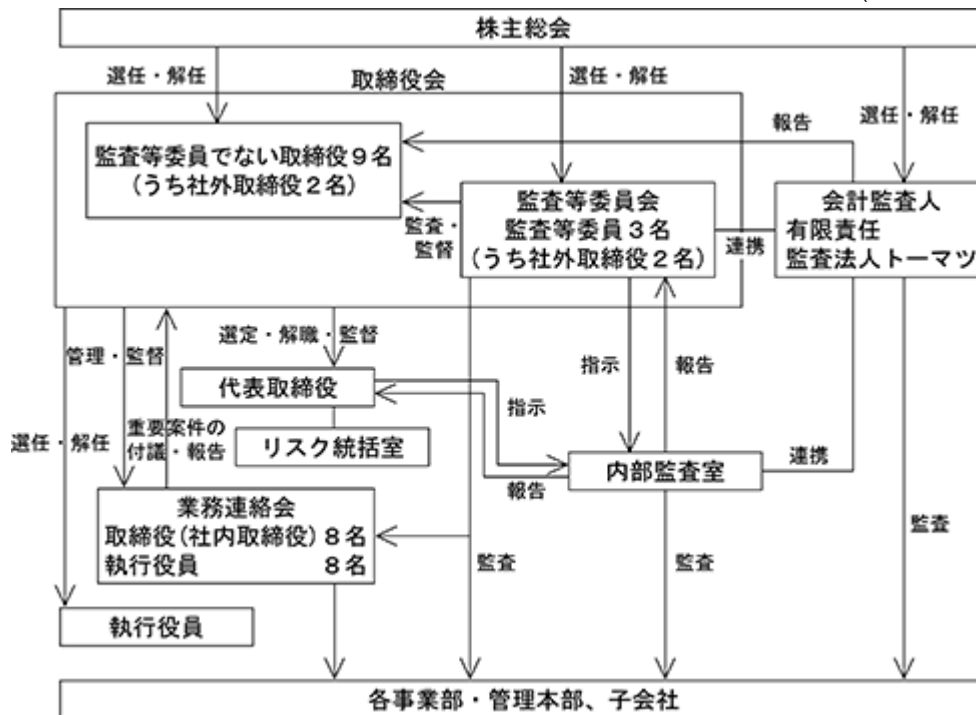 株主総会
選任・解任
取締役会
選任・解任
選任・解任
報告
監査等委員でない取締役９名
(うち社外取締役２名)
監査・
監督
監査等委員会
監査等委員３名
(うち社外取締役２名)
連携
会計監査人
有限責任
監査法人トーマツ
管理・監督
選定・解職・監督
指示
報告
代表取締役
指示
選任・解任
重要案件の
付議・報告
リスク統括室
内部監査室
連携
報告
業務連絡会
取締役(社内取締役)８名
執行役員　　　　　８名
監査
監査
監査
執行役員
各事業部・管理本部、子会社